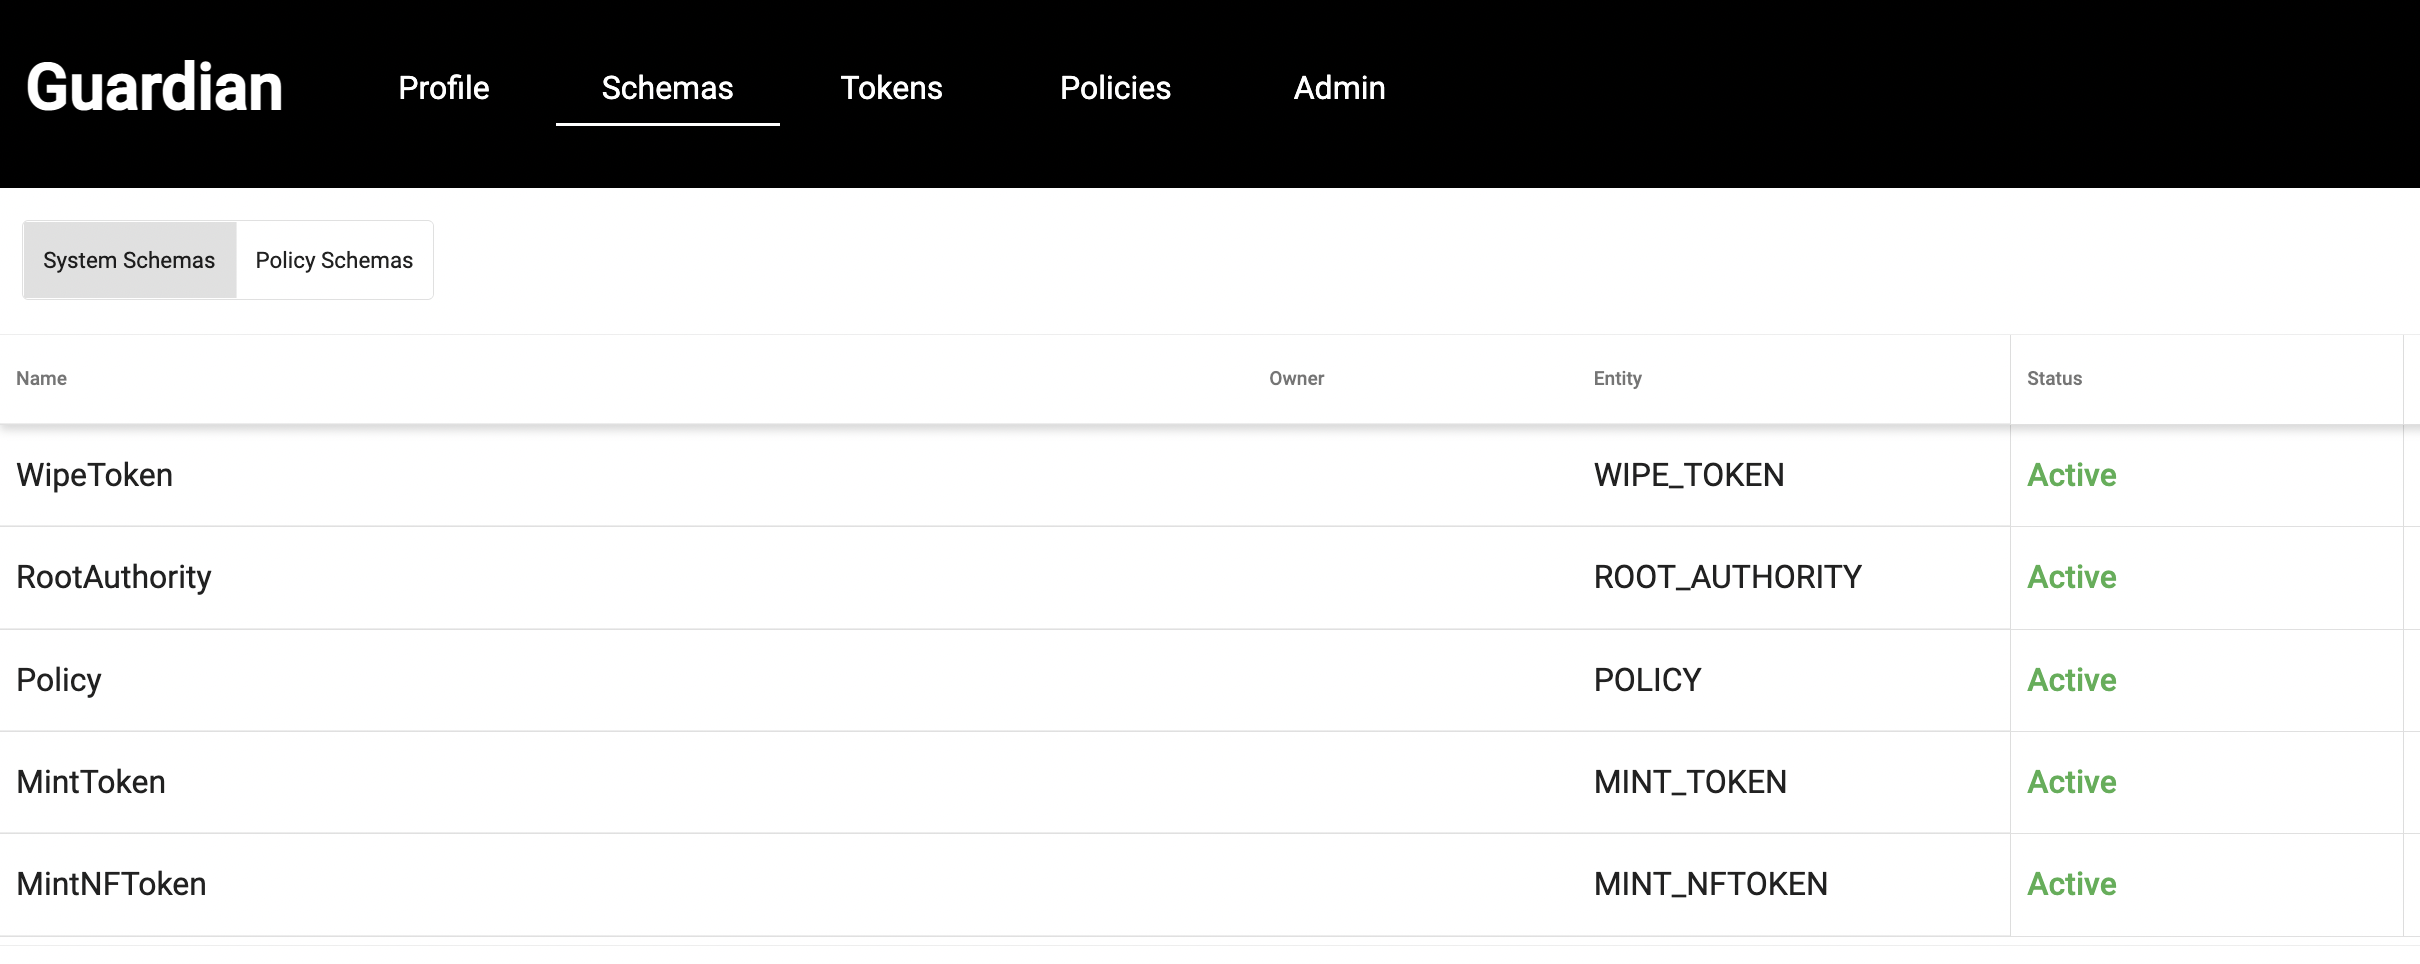 Guardian Profile Schemas Tokens Policies Admin
System Schemas Policy Schemas
Name Owner Entity Status
WipeToken WIPE_TOKEN Active
RootAuthority ROOT_AUTHORITY Active
Policy POLICY Active
MintToken MINT_TOKEN Active
MintNFToken MINT_NFTOKEN Active